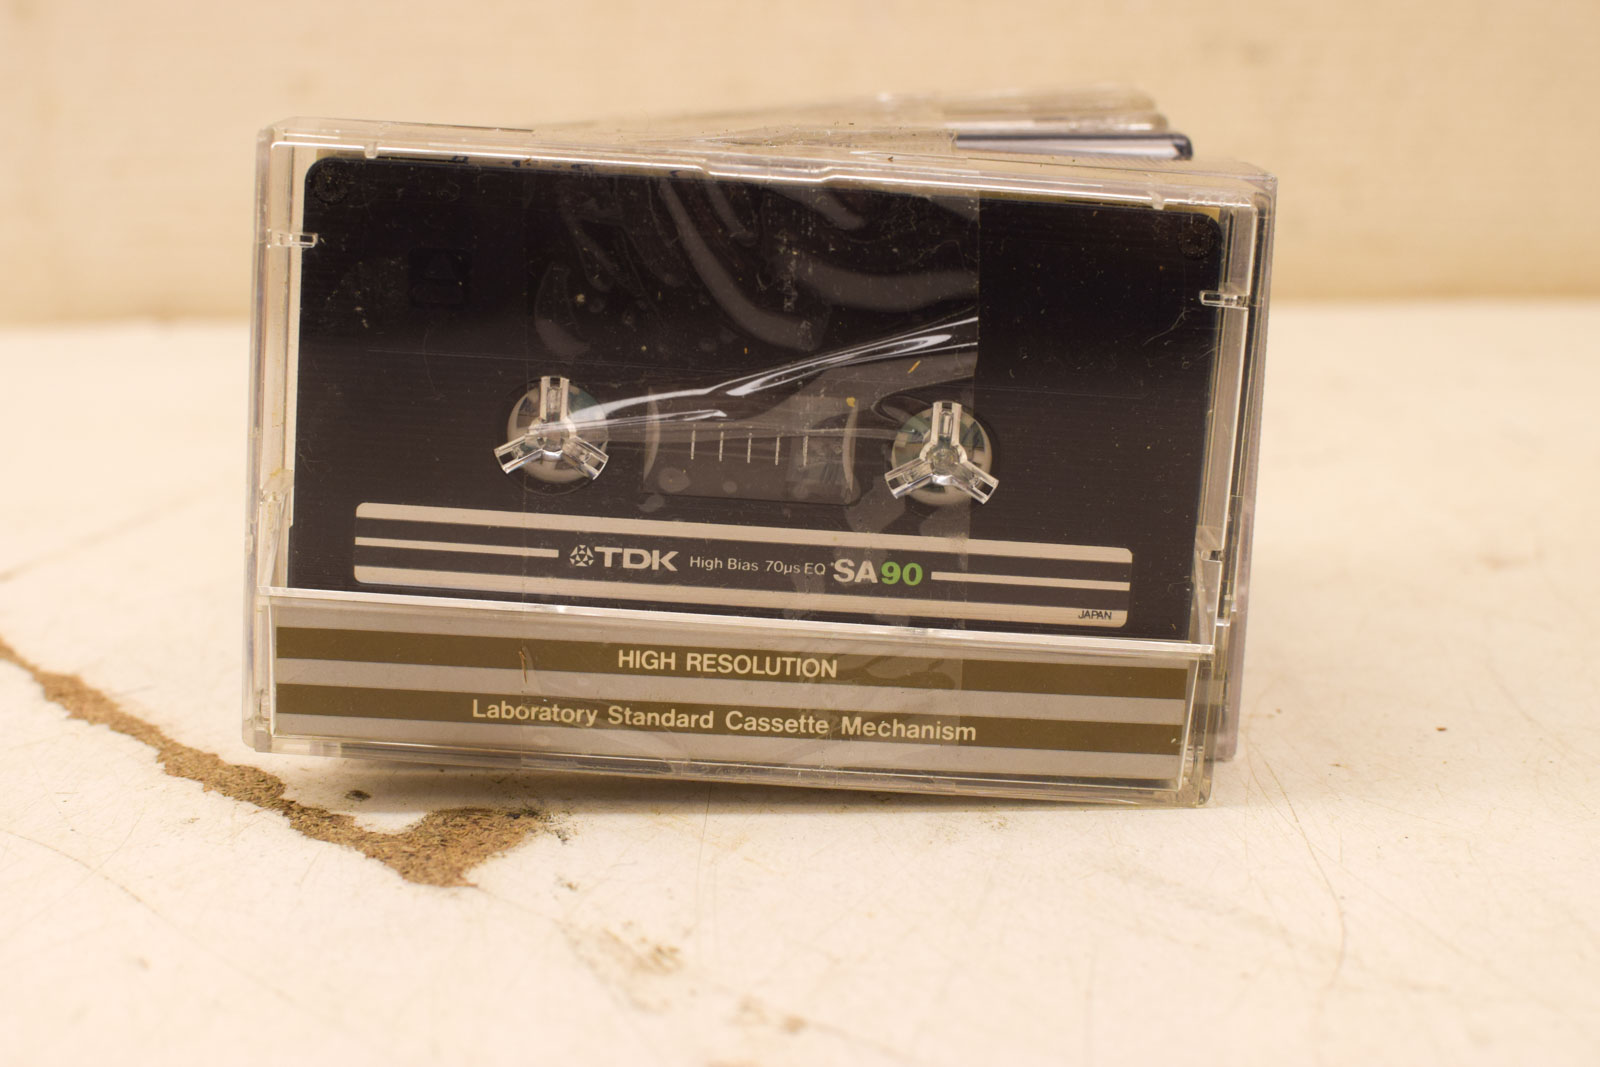 TDK High Bias 70µs EQ SA90
JAPAN
HIGH RESOLUTION
Laboratory Standard Cassette Mechanism